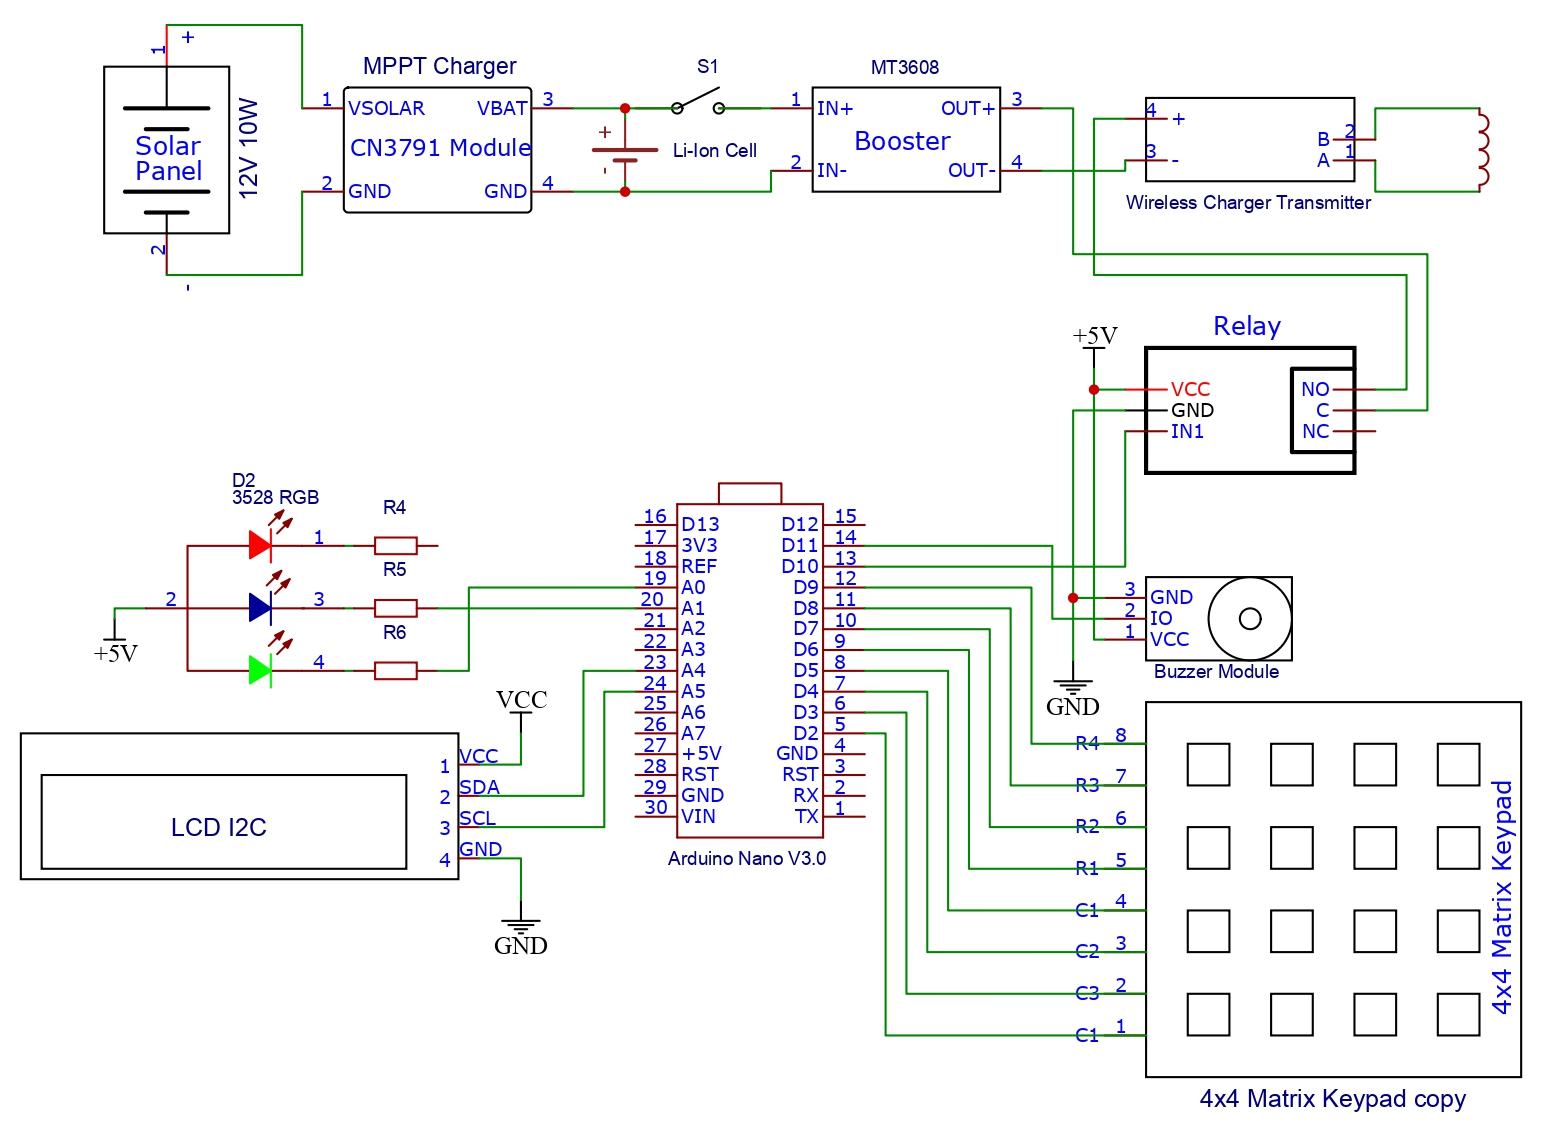 1
+
Solar
Panel
12V 10W
2
-
MPPT Charger
1
VSOLAR
VBAT
3
CN3791 Module
2
GND
GND
4
S1
+
-
Li-Ion Cell
MT3608
1
IN+
OUT+
3
Booster
2
IN-
OUT-
4
4
+
3
-
B
2
A
1
Wireless Charger Transmitter
+5V
Relay
VCC
GND
IN1
NO
C
NC
D2
3528 RGB
R4
1
R5
2
3
R6
4
+5V
16 D13
17 3V3
18 REF
19 A0
20 A1
21 A2
22 A3
23 A4
24 A5
25 A6
26 A7
27 +5V
28 RST
29 GND
30 VIN
D12 15
D11 14
D10 13
D9 12
D8 11
D7 10
D6 9
D5 8
D4 7
D3 6
D2 5
GND 4
RST 3
RX 2
TX 1
Arduino Nano V3.0
3 GND
2 IO
1 VCC
Buzzer Module
GND
VCC
1 VCC
2 SDA
3 SCL
4 GND
LCD I2C
GND
R4 8
R3 7
R2 6
R1 5
C1 4
C2 3
C3 2
C1 1
4x4 Matrix Keypad
4x4 Matrix Keypad copy